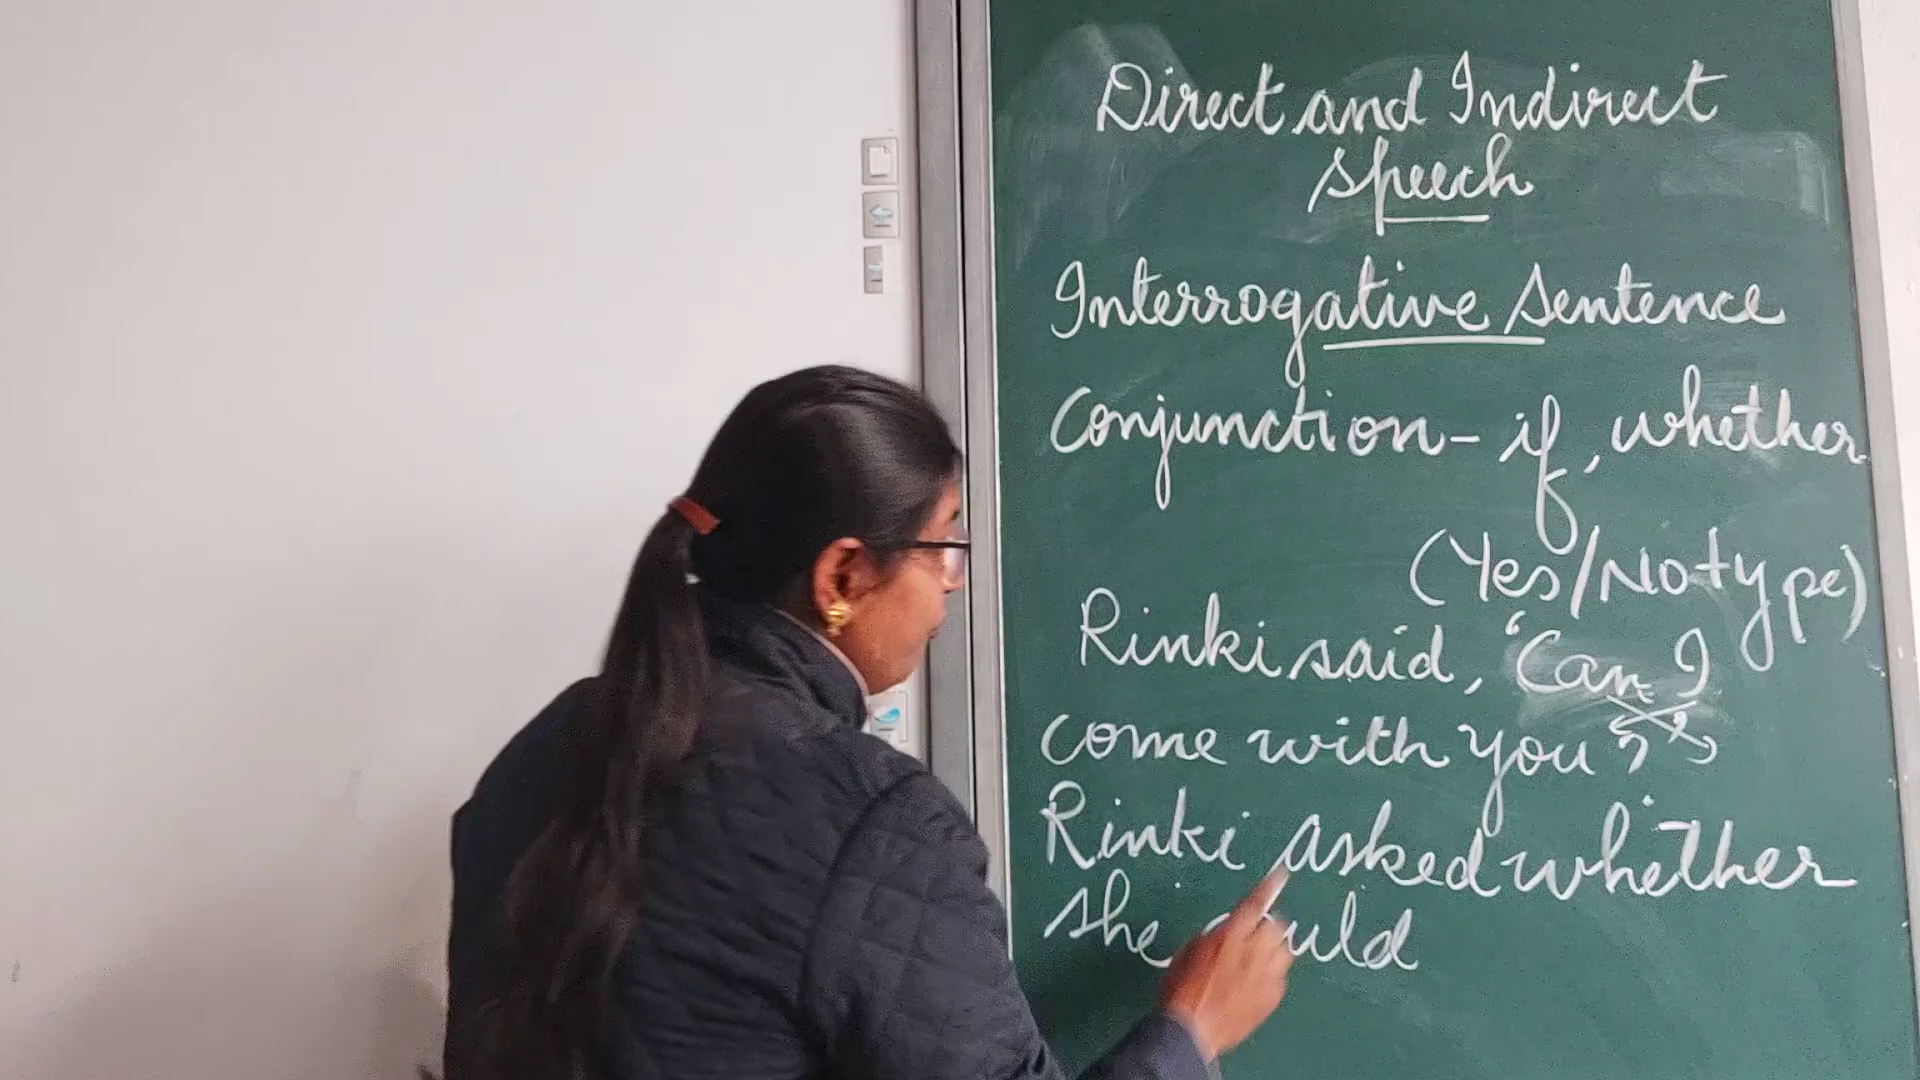 Direct and Indirect
speech
Interrogative sentence
Conjunction - if, whether
(Yes/No type)
Rinki said, "Can I
come with you ?
Rinki asked whether
she could